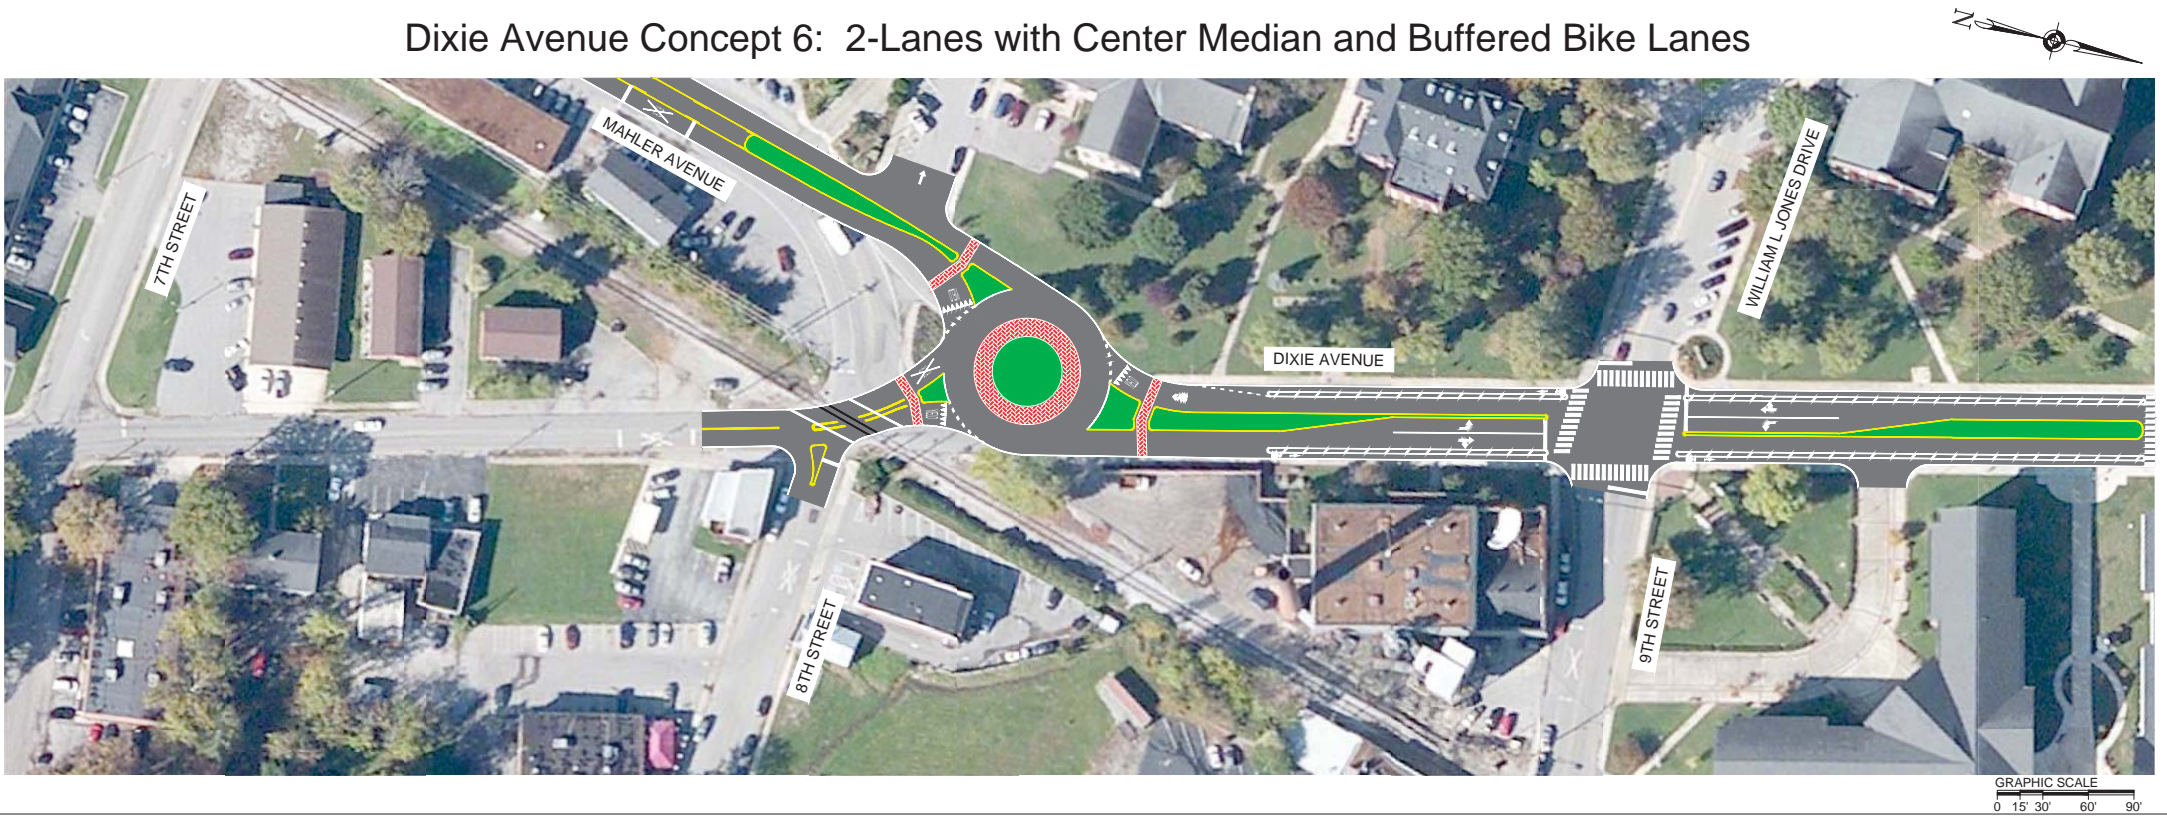 Dixie Avenue Concept 6: 2-Lanes with Center Median and Buffered Bike Lanes
N
MAHLER AVENUE
7TH STREET
WILLIAM L JONES DRIVE
DIXIE AVENUE
8TH STREET
9TH STREET
GRAPHIC SCALE
0 15' 30' 60' 90'